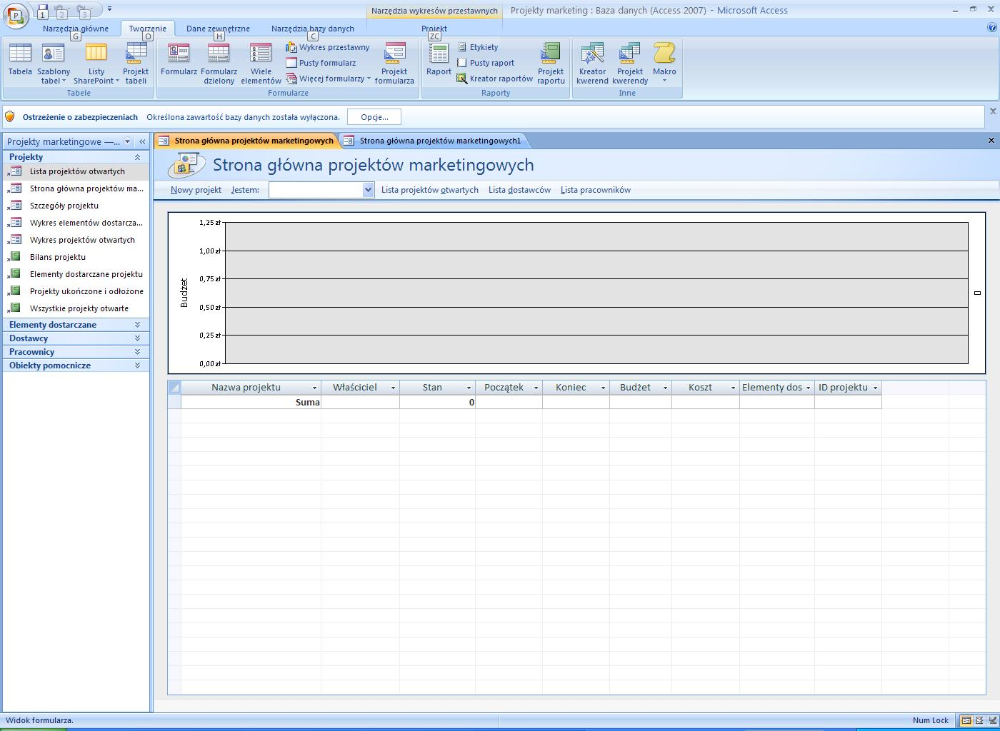 P 1 2 3 Narzędzia wykresów przestawnych Projekty marketing : Baza danych (Access 2007) - Microsoft Access
Narzędzia główne Tworzenie Dane zewnętrzne Narzędzia bazy danych Projekt
G O H C ZC
Tabela
Szablony tabel
Listy SharePoint
Projekt tabeli
Tabele
Formularz
Formularz dzielony
Wiele elementów
Wykres przestawny
Pusty formularz
Więcej formularzy
Projekt formularza
Formularze
Raport
Etykiety
Pusty raport
Kreator raportów
Projekt raportu
Raporty
Kreator kwerend
Projekt kwerendy
Makro
Inne
Ostrzeżenie o zabezpieczeniach Określona zawartość bazy danych została wyłączona. Opcje...
Projekty marketingowe —...
Projekty
Lista projektów otwartych
Strona główna projektów ma...
Szczegóły projektu
Wykres elementów dostarcza...
Wykres projektów otwartych
Bilans projektu
Elementy dostarczane projektu
Projekty ukończone i odłożone
Wszystkie projekty otwarte
Elementy dostarczane
Dostawcy
Pracownicy
Obiekty pomocnicze
Strona główna projektów marketingowych Strona główna projektów marketingowych1
Strona główna projektów marketingowych
Nowy projekt Jestem: Lista projektów otwartych Lista dostawców Lista pracowników
1,25 zł
1,00 zł
0,75 zł
0,50 zł
0,25 zł
0,00 zł
Budżet
Nazwa projektu Właściciel Stan Początek Koniec Budżet Koszt Elementy dos ID projektu
Suma 0
Widok formularza. Num Lock